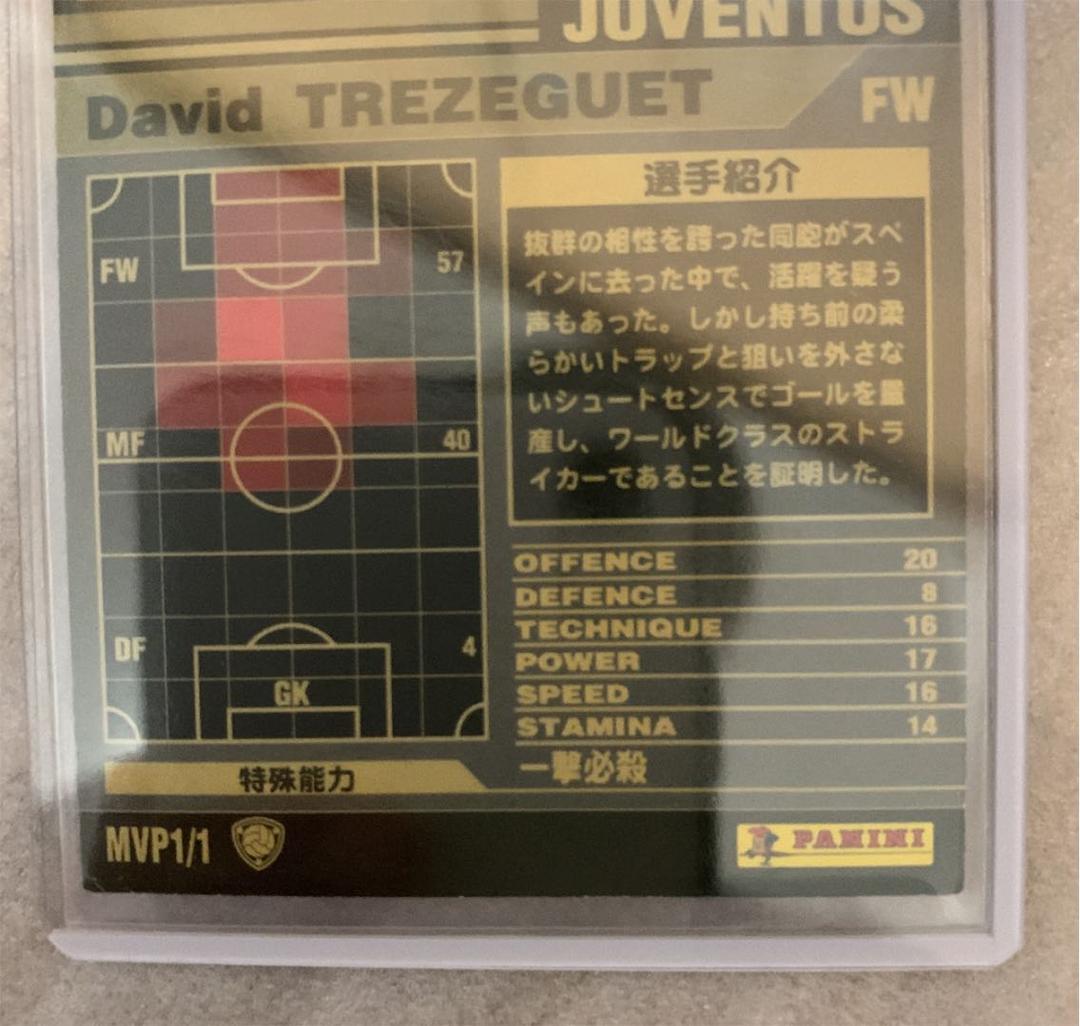 JUVENTUS
David TREZEGUET FW
選手紹介
抜群の相性を誇った同胞がスペ
インに去った中で、活躍を疑う
声もあった。しかし持ち前の柔
らかいトラップと狙いを外さな
いシュートセンスでゴールを量
産し、ワールドクラスのストラ
イカーであることを証明した。
FW 57
MF 40
DF 4
GK
OFFENCE 20
DEFENCE 8
TECHNIQUE 16
POWER 17
SPEED 16
STAMINA 14
特殊能力 一撃必殺
MVP1/1
PANINI